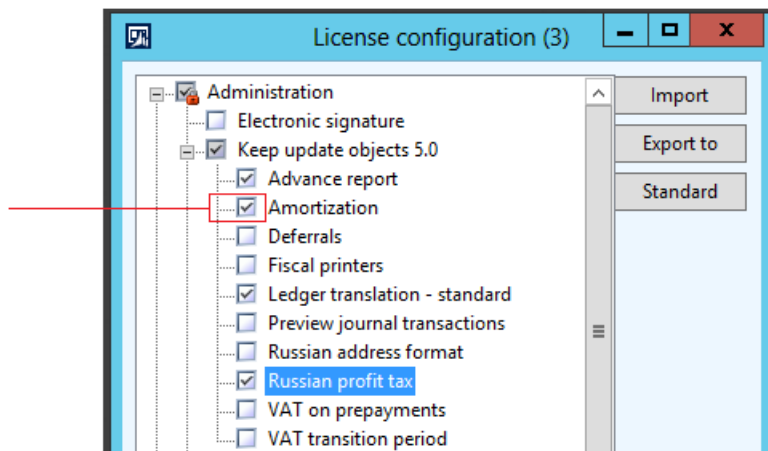 License configuration (3)
Administration
Electronic signature
Keep update objects 5.0
Advance report
Amortization
Deferrals
Fiscal printers
Ledger translation - standard
Preview journal transactions
Russian address format
Russian profit tax
VAT on prepayments
VAT transition period
Import
Export to
Standard